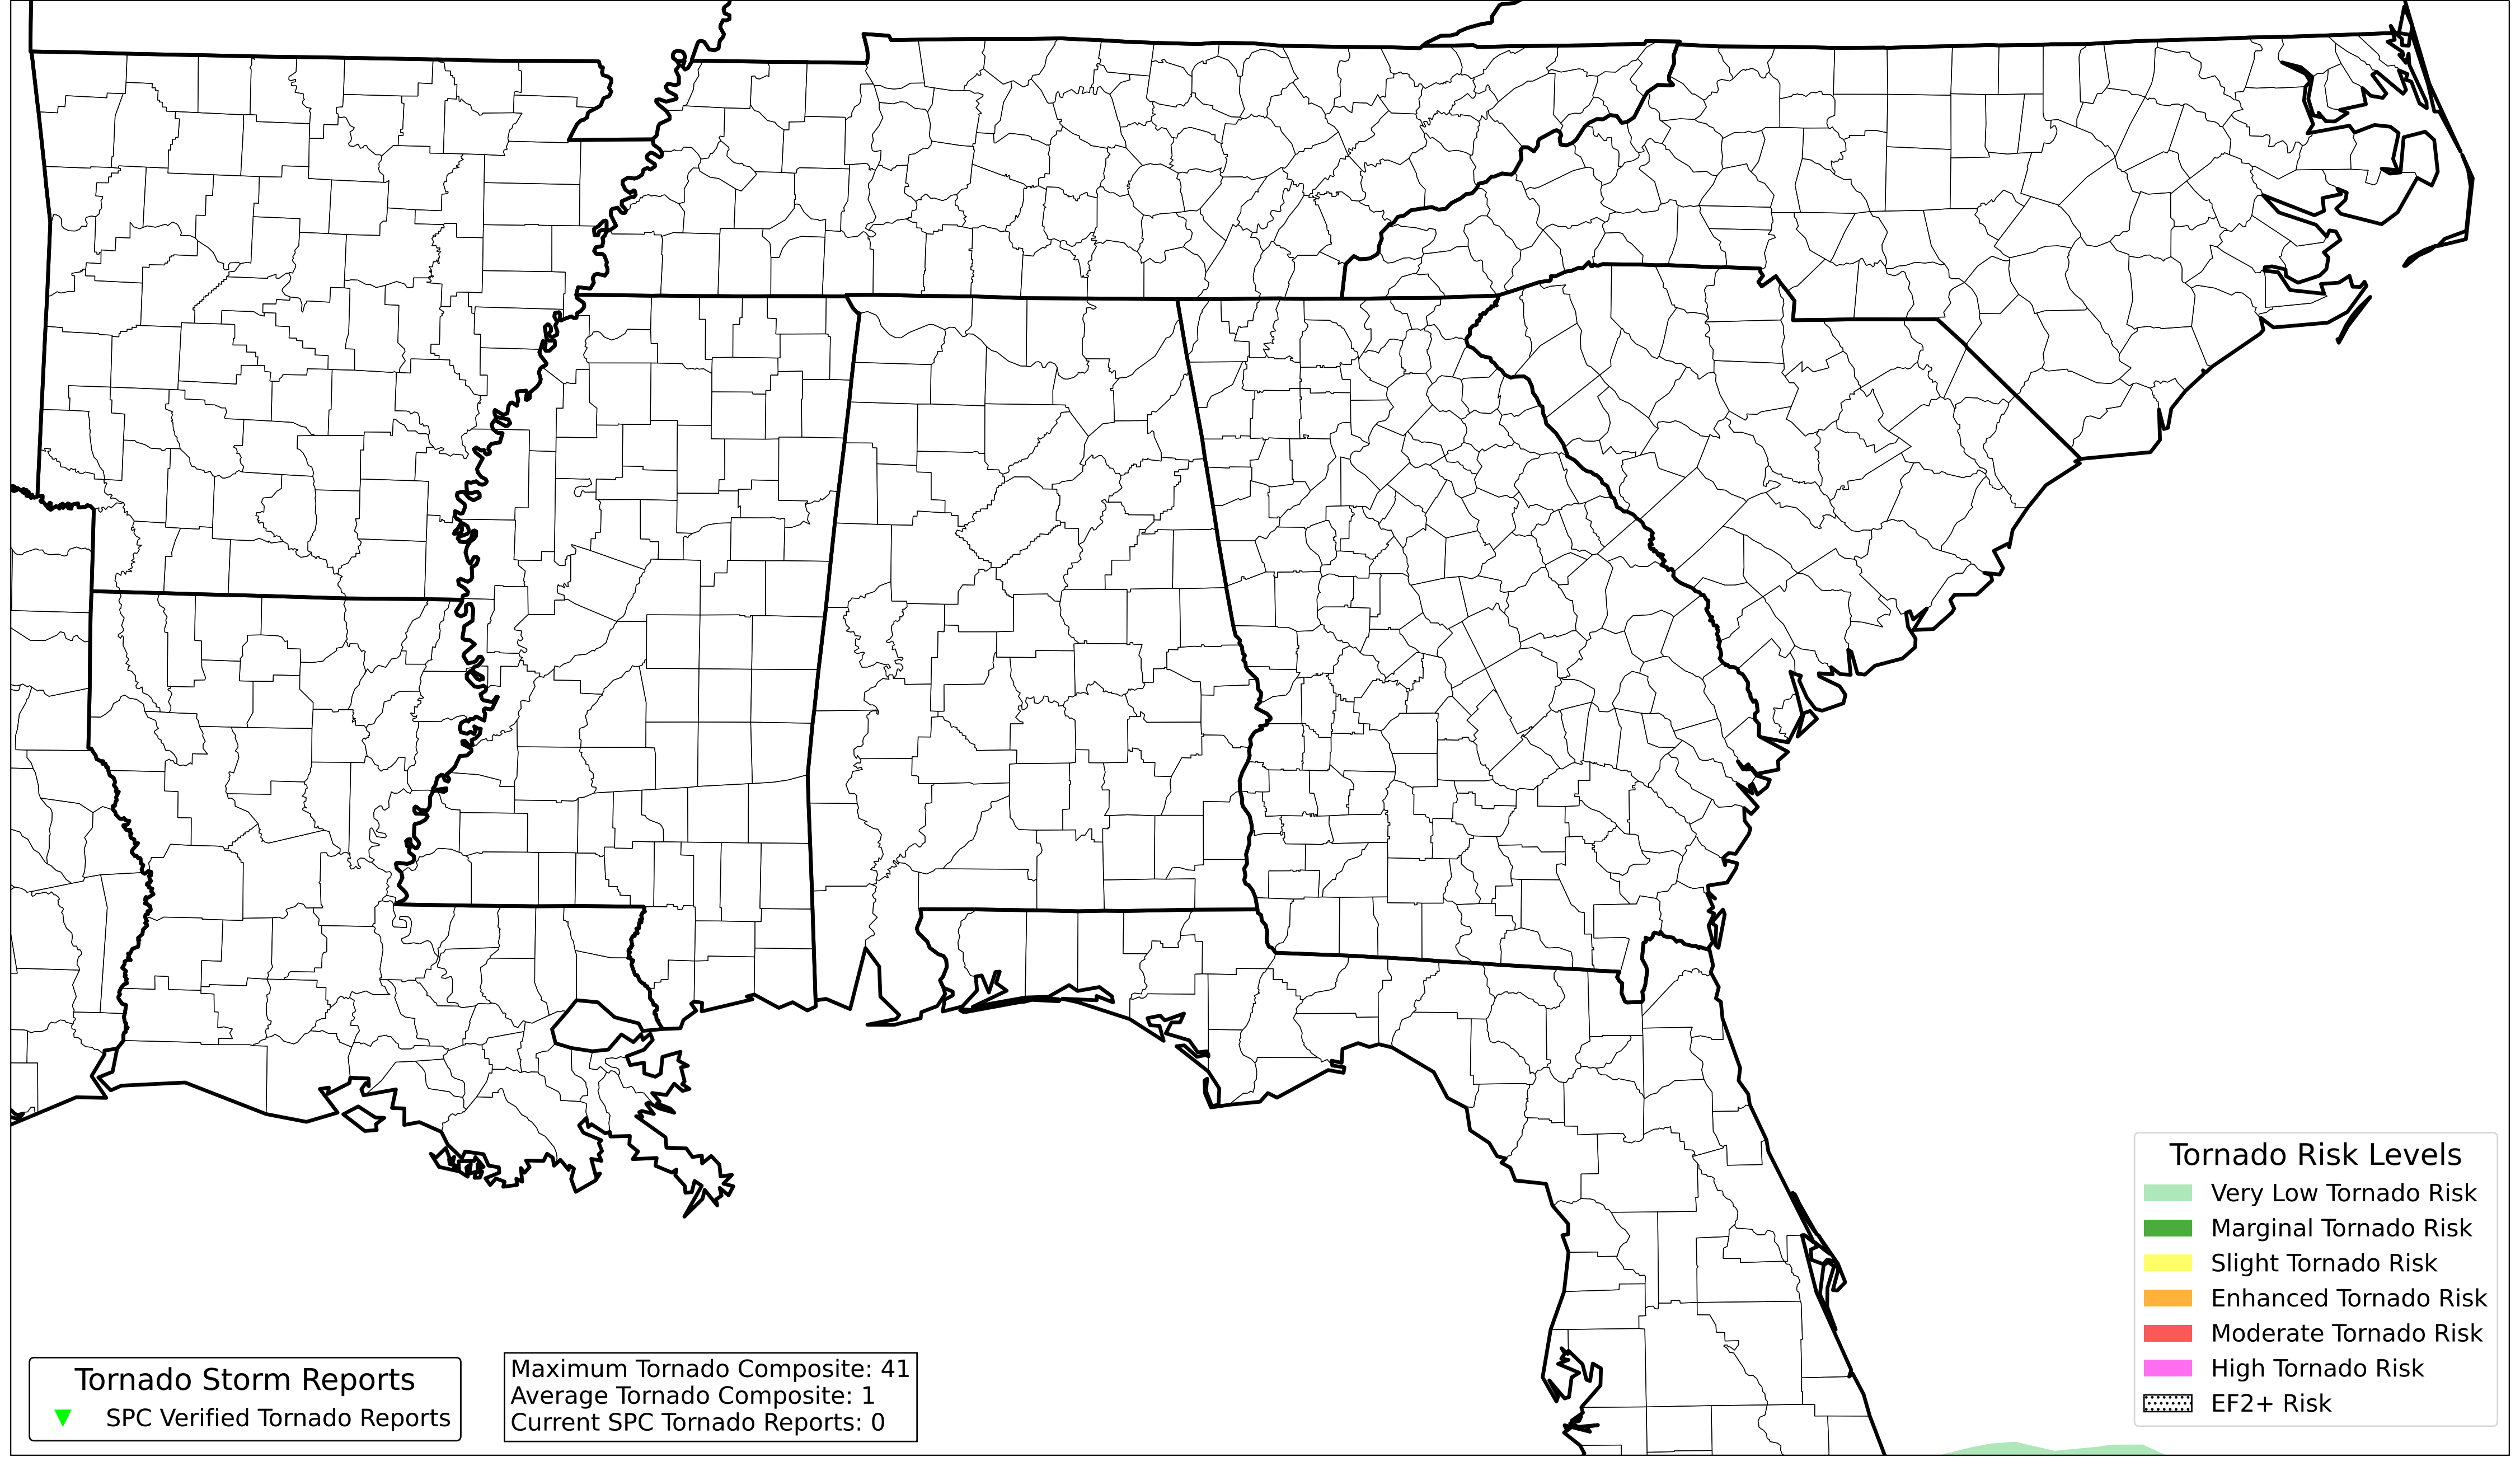 Tornado Storm Reports
SPC Verified Tornado Reports
Maximum Tornado Composite: 41
Average Tornado Composite: 1
Current SPC Tornado Reports: 0
Tornado Risk Levels
Very Low Tornado Risk
Marginal Tornado Risk
Slight Tornado Risk
Enhanced Tornado Risk
Moderate Tornado Risk
High Tornado Risk
EF2+ Risk